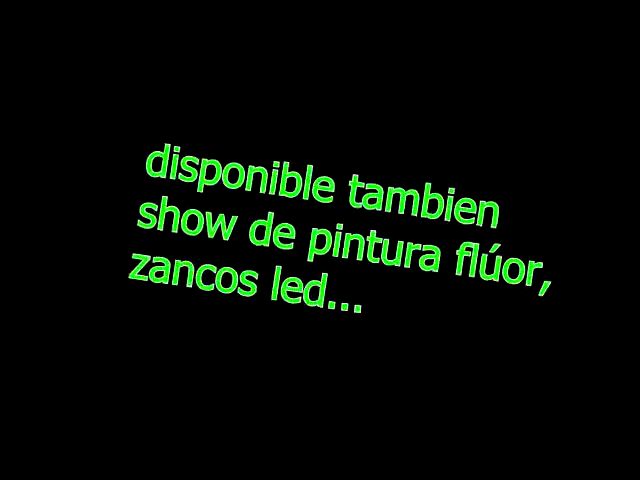 disponible tambien
show de pintura flúor,
zancos led...